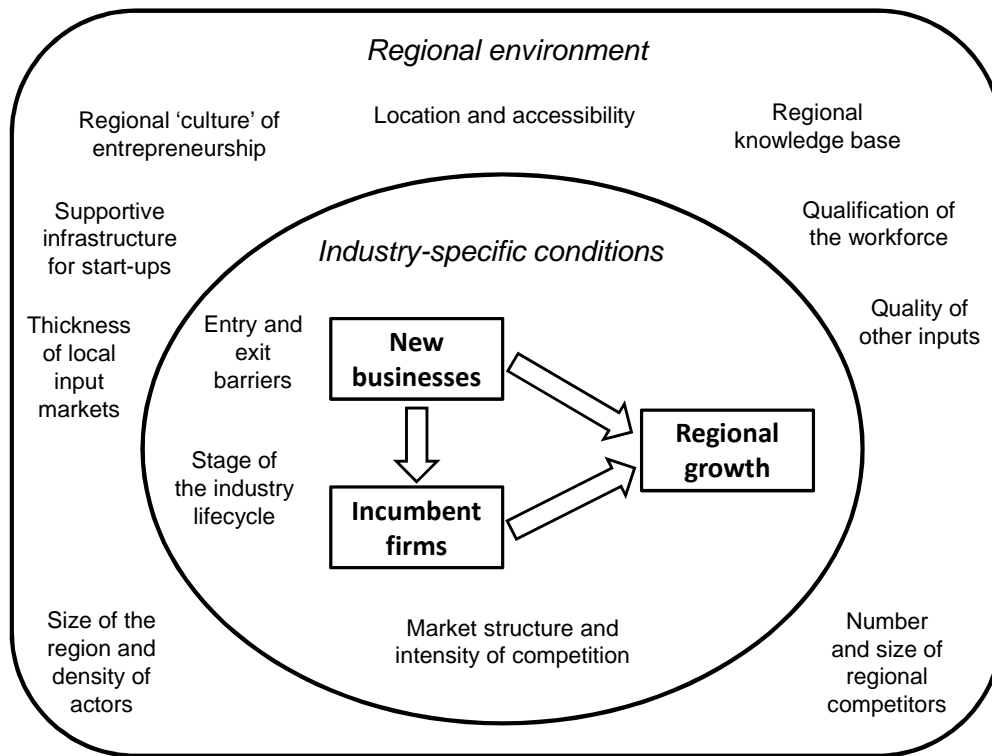 Regional environment
Regional ‘culture’ of
entrepreneurship
Location and accessibility
Regional
knowledge base
Supportive
infrastructure
for start-ups
Qualification of
the workforce
Industry-specific conditions
Thickness
of local
input
markets
Entry and
exit
barriers
New
businesses
Quality of
other inputs
Regional
growth
Stage of
the industry
lifecycle
Incumbent
firms
Size of the
region and
density of
actors
Market structure and
intensity of competition
Number
and size of
regional
competitors